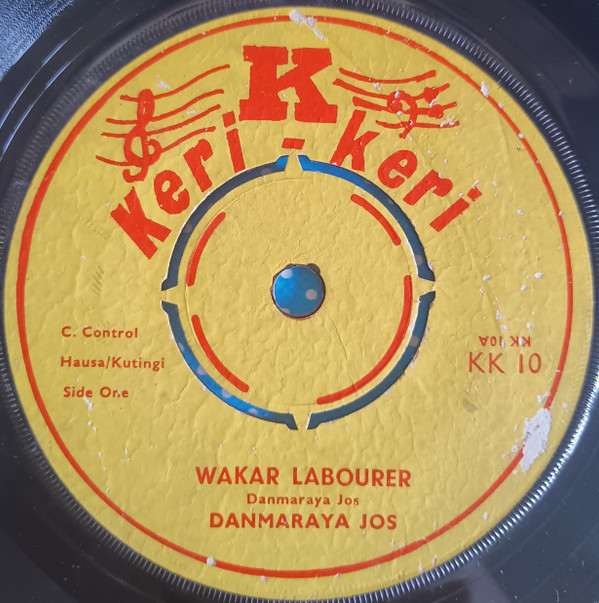 K
Keri - keri
C. Control
Hausa/Kutingi
Side One
KK 10A
KK 10
WAKAR LABOURER
Danmaraya Jos
DANMARAYA JOS